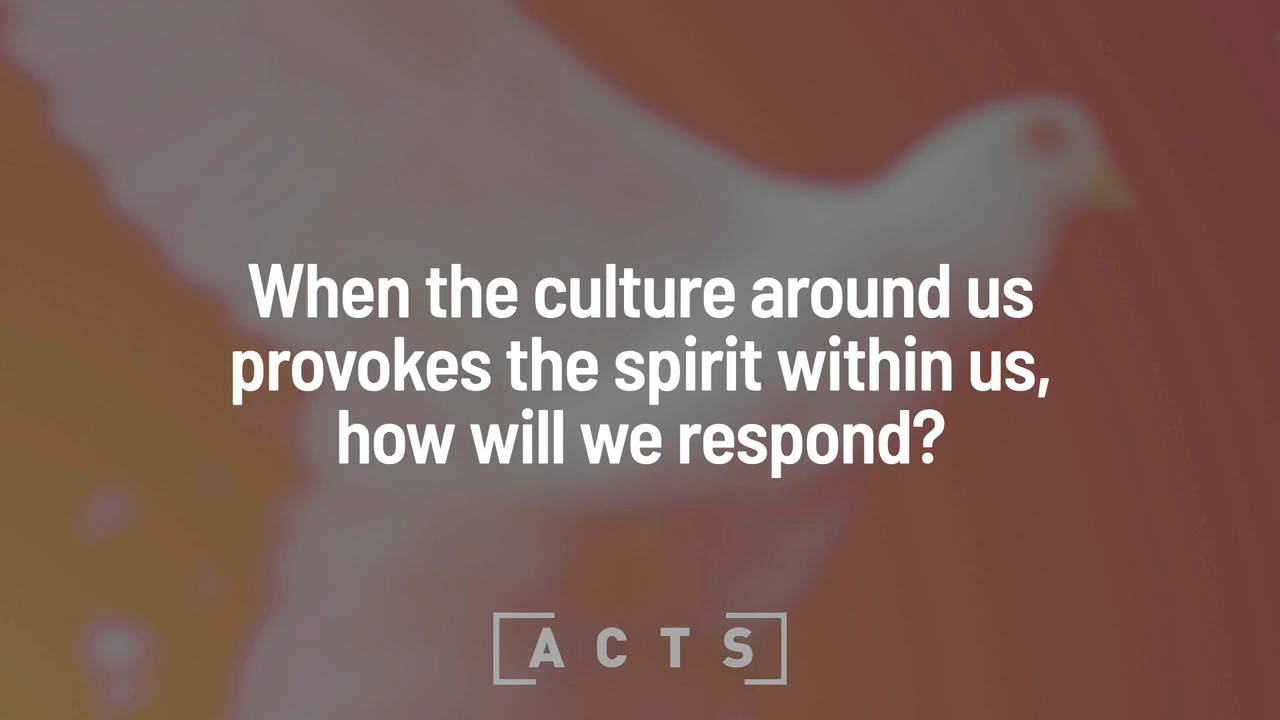 When the culture around us
provokes the spirit within us,
how will we respond?
ACTS